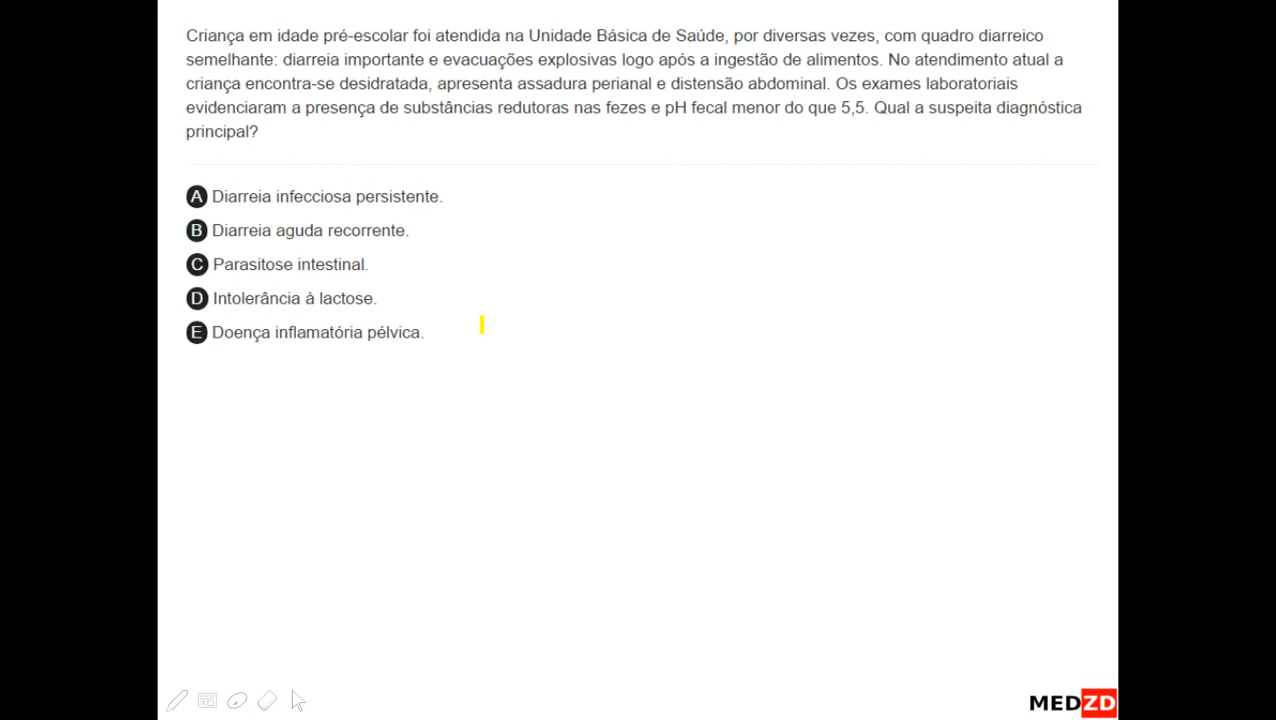 Criança em idade pré-escolar foi atendida na Unidade Básica de Saúde, por diversas vezes, com quadro diarreico
semelhante: diarreia importante e evacuações explosivas logo após a ingestão de alimentos. No atendimento atual a
criança encontra-se desidratada, apresenta assadura perianal e distensão abdominal. Os exames laboratoriais
evidenciaram a presença de substâncias redutoras nas fezes e pH fecal menor do que 5,5. Qual a suspeita diagnóstica
principal?
A Diarreia infecciosa persistente.
B Diarreia aguda recorrente.
C Parasitose intestinal.
D Intolerância à lactose.
E Doença inflamatória pélvica.
MEDZD